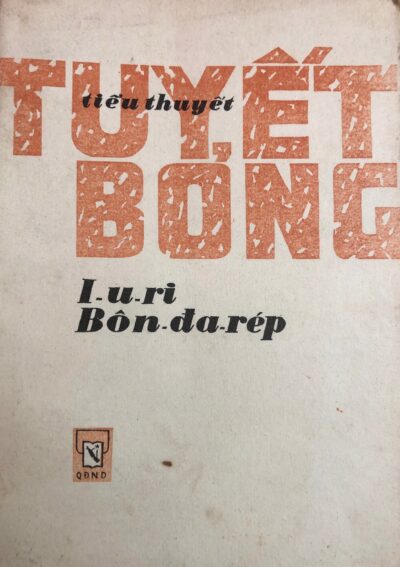 TUYẾT
tiểu thuyết
BỎNG
I-u-ri
Bôn-đa-rép
QĐND